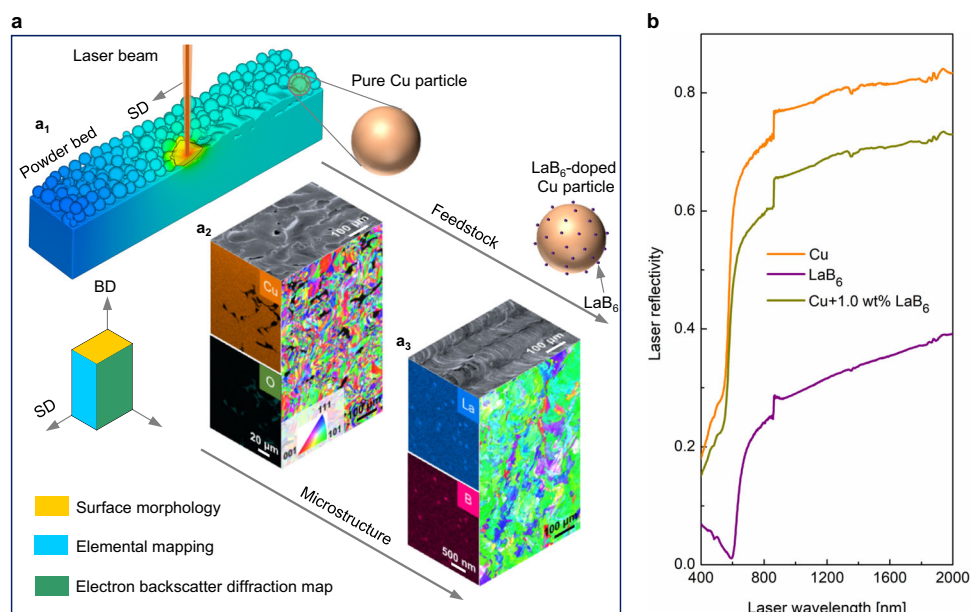 a
Laser beam
SD
Pure Cu particle
a1
Powder bed
LaB6-doped
Cu particle
Feedstock
LaB6
a2
100 µm
Cu
O
20 µm
111
001
101
100 µm
BD
SD
a3
100 µm
La
B
500 nm
100 µm
Microstructure
Surface morphology
Elemental mapping
Electron backscatter diffraction map
b
Laser reflectivity
0.8
0.6
0.4
0.2
0.0
Cu
LaB6
Cu+1.0 wt% LaB6
400 800 1200 1600 2000
Laser wavelength [nm]